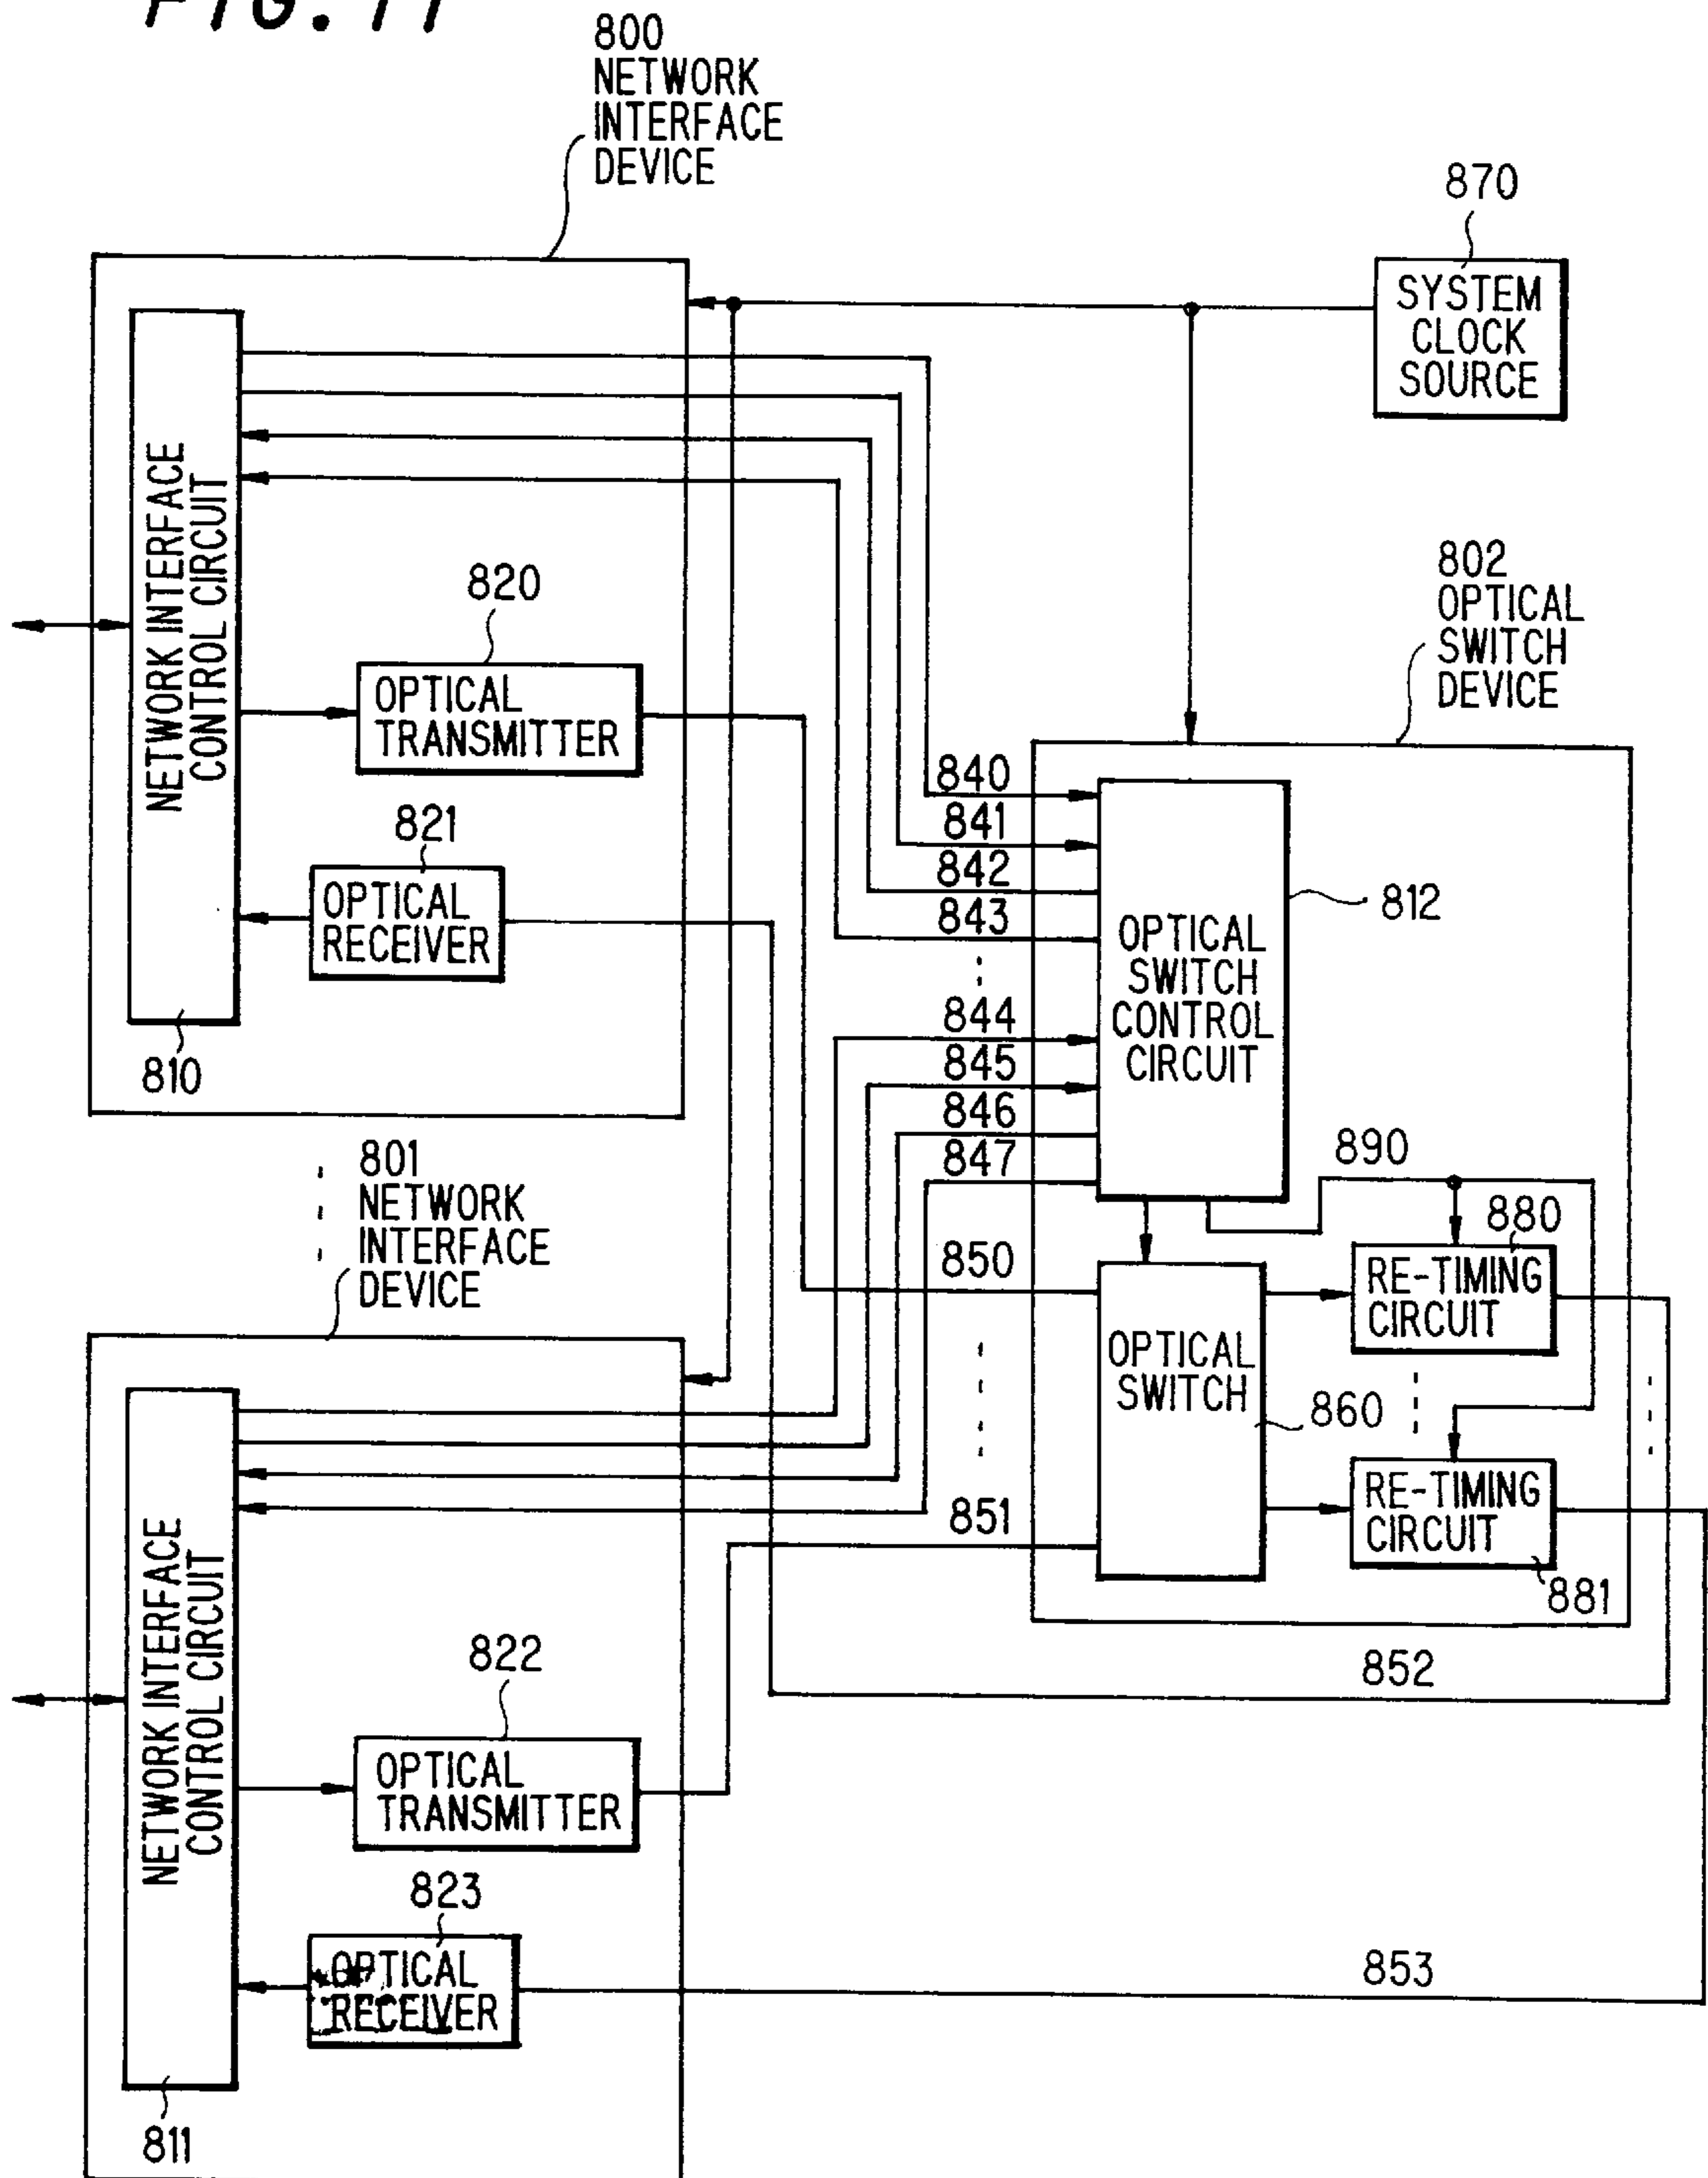 FIG. 11
800
NETWORK
INTERFACE
DEVICE
870
SYSTEM
CLOCK
SOURCE
NETWORK INTERFACE
CONTROL CIRCUIT
820
OPTICAL
TRANSMITTER
821
OPTICAL
RECEIVER
810
802
OPTICAL
SWITCH
DEVICE
840
841
842
843
844
845
846
847
812
OPTICAL
SWITCH
CONTROL
CIRCUIT
890
880
RE-TIMING
CIRCUIT
850
OPTICAL
SWITCH
860
RE-TIMING
CIRCUIT
881
851
852
853
801
NETWORK
INTERFACE
DEVICE
NETWORK INTERFACE
CONTROL CIRCUIT
822
OPTICAL
TRANSMITTER
823
OPTICAL
RECEIVER
811